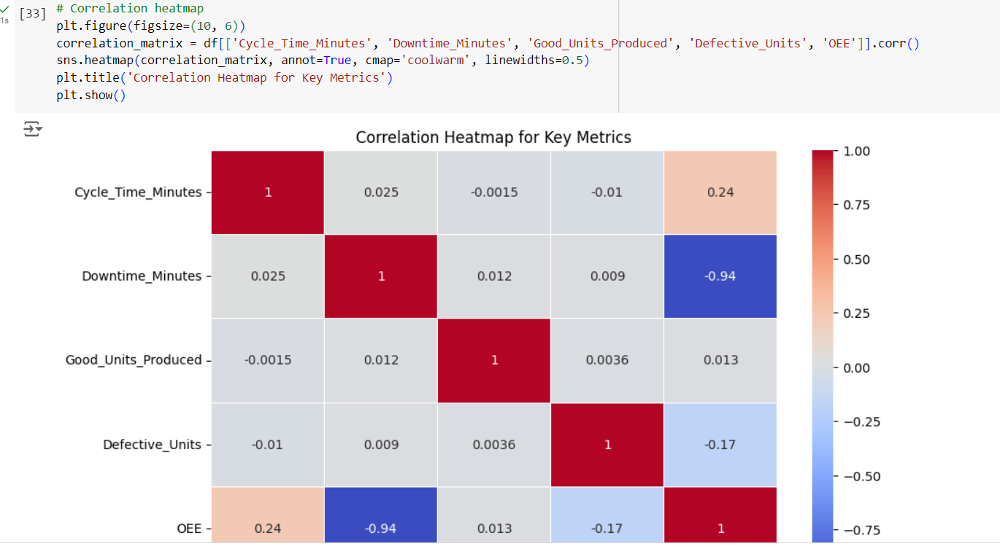 [33]
1s
# Correlation heatmap
plt.figure(figsize=(10, 6))
correlation_matrix = df[['Cycle_Time_Minutes', 'Downtime_Minutes', 'Good_Units_Produced', 'Defective_Units', 'OEE']].corr()
sns.heatmap(correlation_matrix, annot=True, cmap='coolwarm', linewidths=0.5)
plt.title('Correlation Heatmap for Key Metrics')
plt.show()
Correlation Heatmap for Key Metrics
Cycle_Time_Minutes 1 0.025 -0.0015 -0.01 0.24
Downtime_Minutes 0.025 1 0.012 0.009 -0.94
Good_Units_Produced -0.0015 0.012 1 0.0036 0.013
Defective_Units -0.01 0.009 0.0036 1 -0.17
OEE 0.24 -0.94 0.013 -0.17 1
1.00
0.75
0.50
0.25
0.00
−0.25
−0.50
−0.75